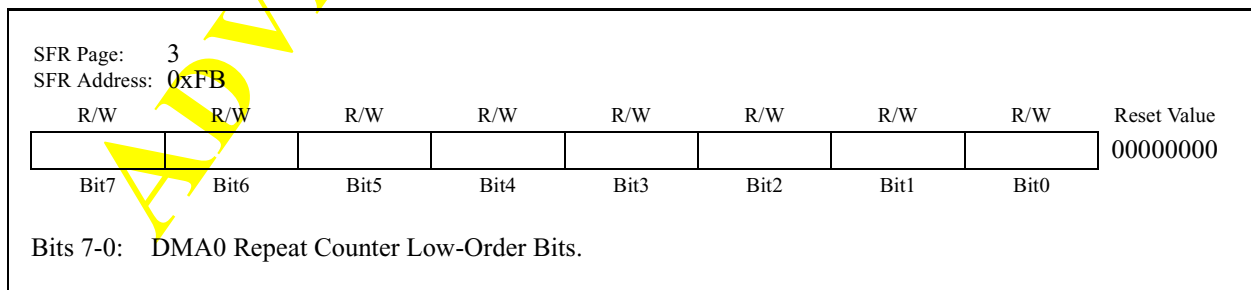 SFR Page: 3
SFR Address: 0xFB
R/W R/W R/W R/W R/W R/W R/W R/W Reset Value
00000000
Bit7 Bit6 Bit5 Bit4 Bit3 Bit2 Bit1 Bit0
Bits 7-0: DMA0 Repeat Counter Low-Order Bits.